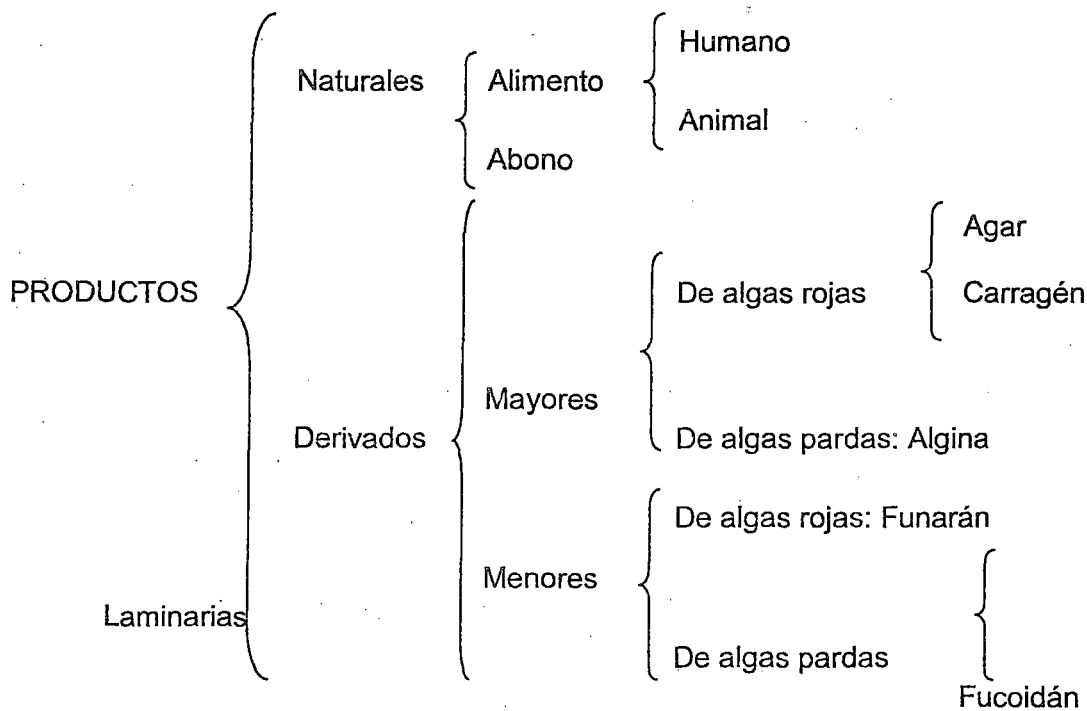 Humano
Naturales Alimento
Animal
Abono
Agar
PRODUCTOS De algas rojas Carragén
Mayores
Derivados De algas pardas: Algina
De algas rojas: Funarán
Menores
Laminarias
De algas pardas
Fucoidán